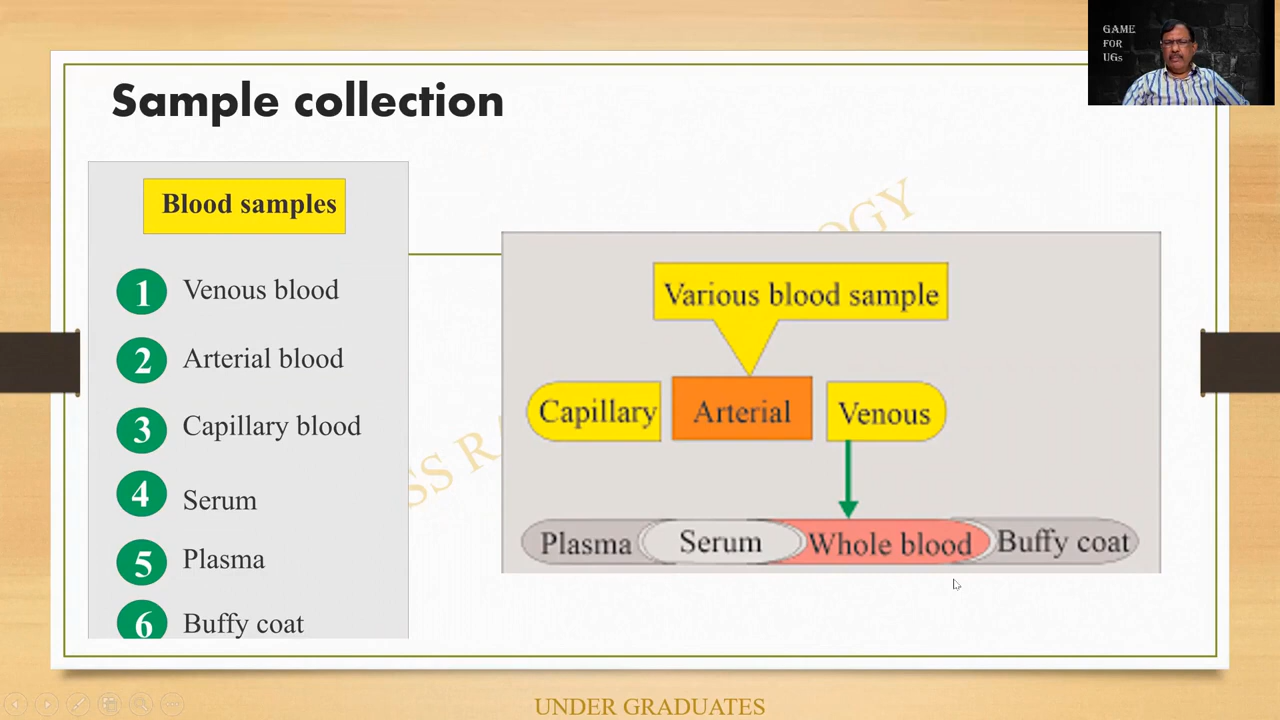 GAME
FOR
UGs
Sample collection
Blood samples
1 Venous blood
2 Arterial blood
3 Capillary blood
4 Serum
5 Plasma
6 Buffy coat
Various blood sample
Capillary Arterial Venous
Plasma Serum Whole blood Buffy coat
UNDER GRADUATES